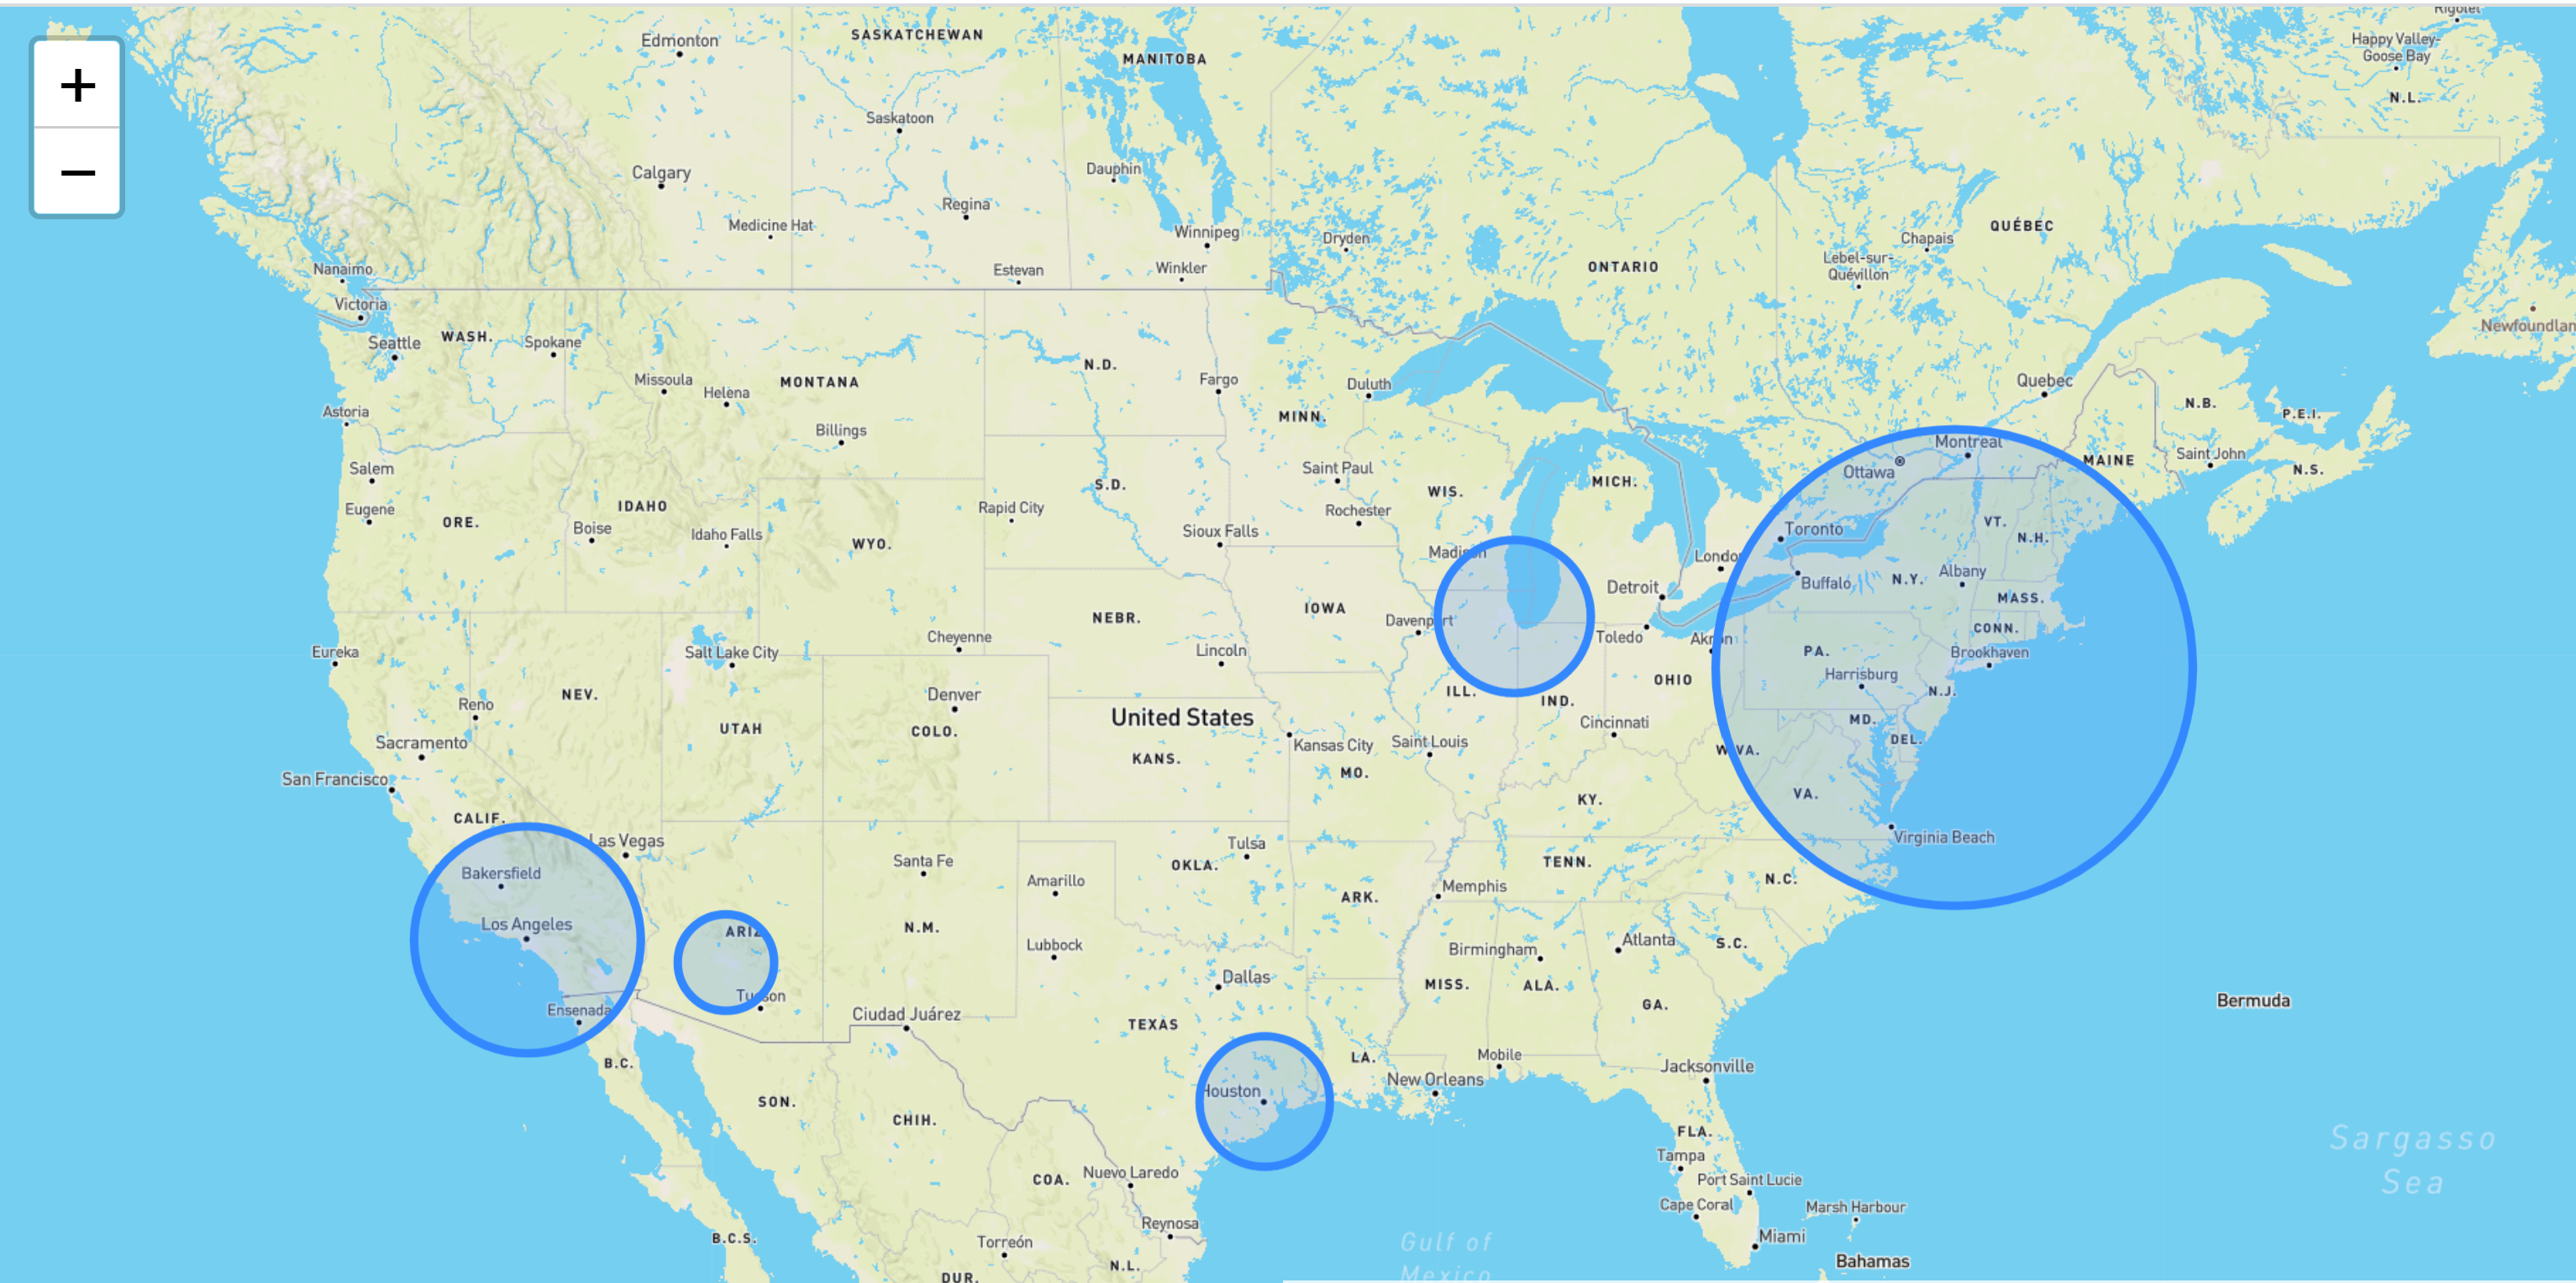 +
−
Edmonton
SASKATCHEWAN
MANITOBA
Rigolet
Happy Valley-
Goose Bay
N.L.
Saskatoon
Calgary
Dauphin
Regina
Medicine Hat
Winnipeg
Dryden
Chapais
QUÉBEC
Nanaimo
Estevan
Winkler
ONTARIO
Lebel-sur-
Quévillon
Victoria
Seattle
WASH.
Spokane
Newfoundlan
N.D.
Missoula
Helena
MONTANA
Fargo
Duluth
Quebec
Astoria
MINN.
N.B.
P.E.I.
Billings
Montreal
Salem
Saint Paul
Ottawa
MAINE
Saint John
N.S.
S.D.
WIS.
MICH.
Eugene
ORE.
IDAHO
Boise
Idaho Falls
Rapid City
Rochester
VT.
Toronto
WYO.
Sioux Falls
Madison
London
N.H.
Detroit
Buffalo
N.Y.
Albany
MASS.
NEBR.
IOWA
Davenport
Toledo
Akron
CONN.
Eureka
Salt Lake City
Cheyenne
Lincoln
PA.
Brookhaven
Reno
NEV.
Denver
ILL.
IND.
OHIO
Harrisburg
N.J.
United States
UTAH
COLO.
Cincinnati
MD.
Sacramento
Kansas City
Saint Louis
W.VA.
DEL.
San Francisco
KANS.
MO.
KY.
VA.
CALIF.
Las Vegas
Tulsa
Virginia Beach
Bakersfield
Santa Fe
OKLA.
TENN.
Amarillo
Memphis
N.C.
Los Angeles
ARIZ.
N.M.
ARK.
Lubbock
Birmingham
Atlanta
S.C.
Dallas
MISS.
ALA.
Tucson
Ensenada
Ciudad Juárez
TEXAS
GA.
Bermuda
B.C.
LA.
Mobile
Jacksonville
Houston
New Orleans
SON.
CHIH.
FLA.
Sargasso
Sea
Tampa
COA.
Nuevo Laredo
Port Saint Lucie
Cape Coral
Marsh Harbour
Reynosa
B.C.S.
Torreón
Gulf of
Mexico
Miami
Bahamas
N.L.
DUR.